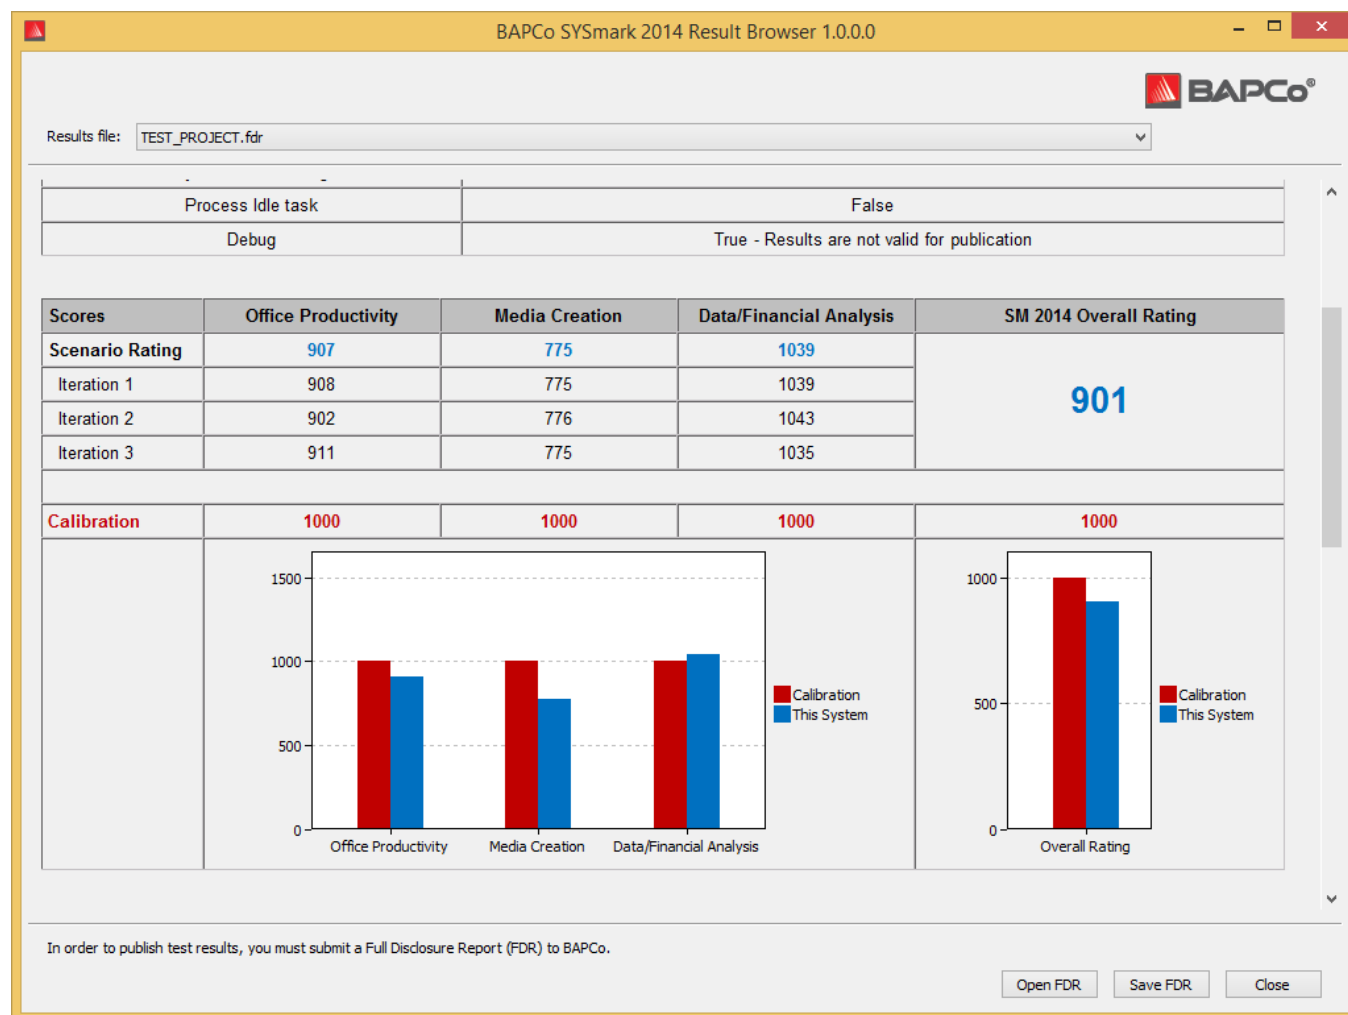 BAPCo SYSmark 2014 Result Browser 1.0.0.0
BAPCo®
Results file: TEST_PROJECT.fdr
Process Idle task False
Debug True - Results are not valid for publication
Scores Office Productivity Media Creation Data/Financial Analysis SM 2014 Overall Rating
Scenario Rating 907 775 1039 901
Iteration 1 908 775 1039
Iteration 2 902 776 1043
Iteration 3 911 775 1035
Calibration 1000 1000 1000 1000
1500
1000
500
0
Office Productivity Media Creation Data/Financial Analysis
Calibration
This System
1000
500
0
Overall Rating
Calibration
This System
In order to publish test results, you must submit a Full Disclosure Report (FDR) to BAPCo.
Open FDR Save FDR Close